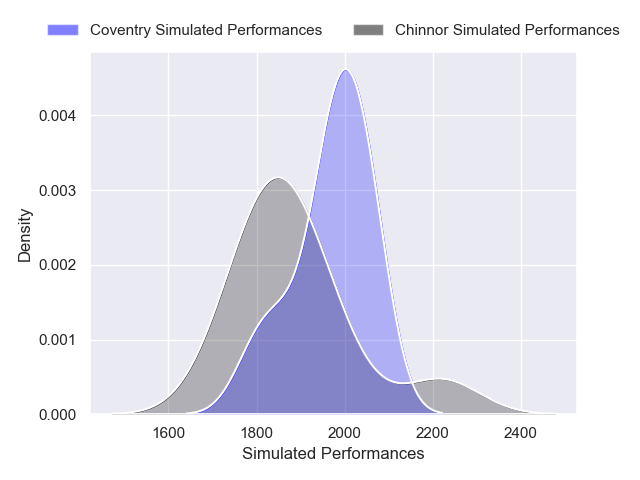 Coventry Simulated Performances
Chinnor Simulated Performances
0.004
0.003
0.002
0.001
0.000
Density
1600 1800 2000 2200 2400
Simulated Performances